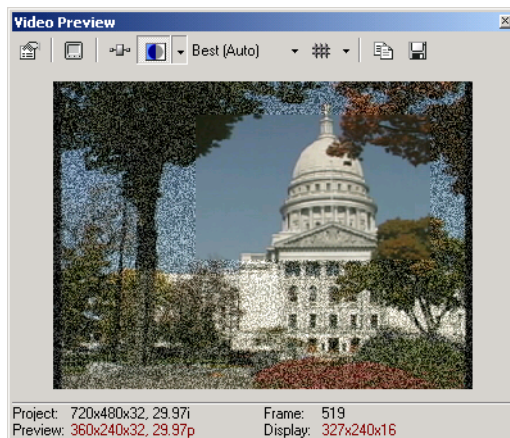 Video Preview
Best (Auto)
Project: 720x480x32, 29.97i Frame: 519
Preview: 360x240x32, 29.97p Display: 327x240x16